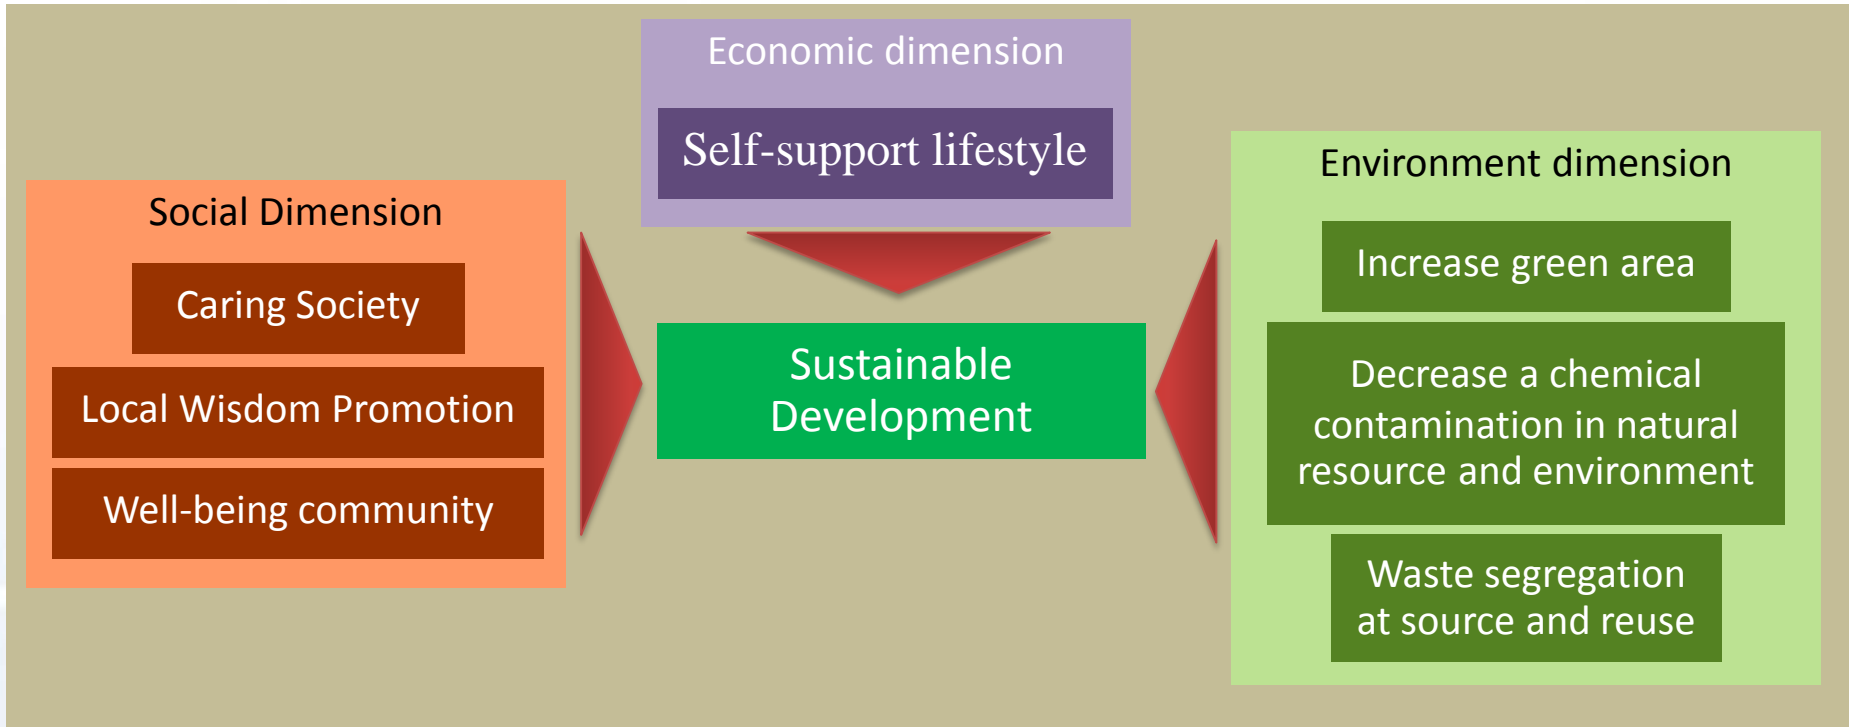 Economic dimension
Self-support lifestyle
Social Dimension
Caring Society
Local Wisdom Promotion
Well-being community
Sustainable
Development
Environment dimension
Increase green area
Decrease a chemical
contamination in natural
resource and environment
Waste segregation
at source and reuse